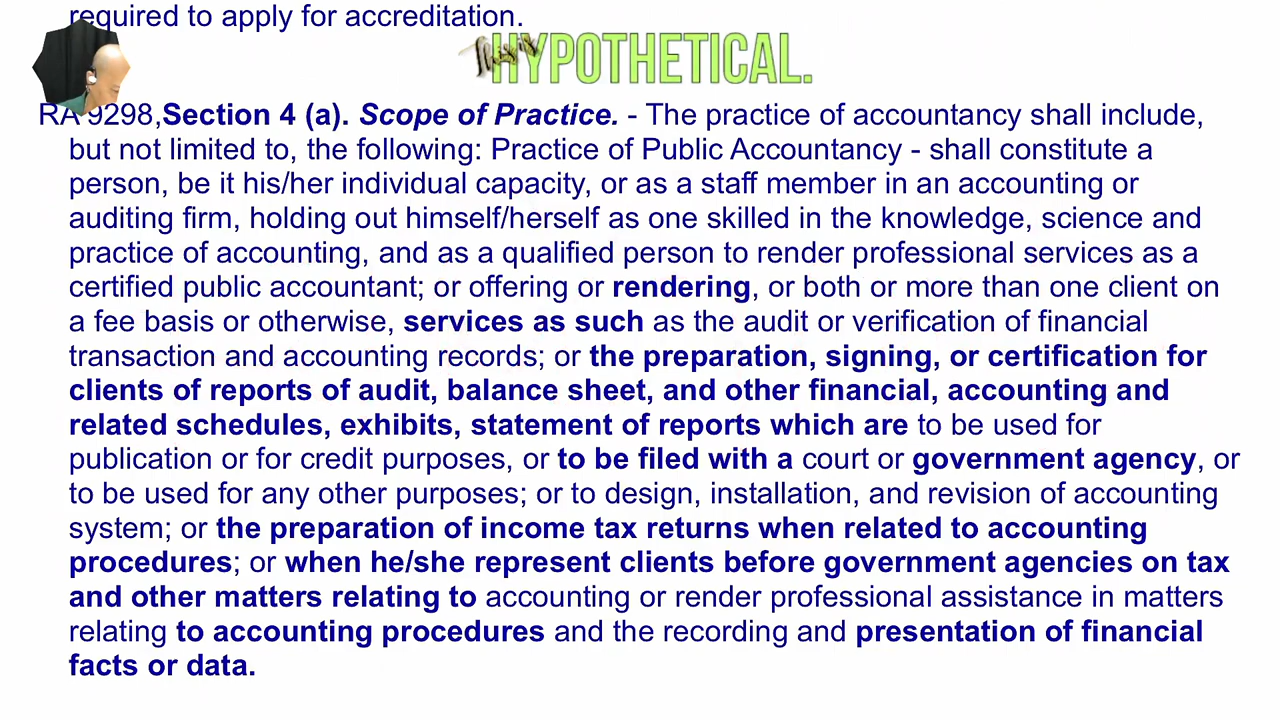 required to apply for accreditation.
This is
HYPOTHETICAL.
RA 9298,Section 4 (a). Scope of Practice. - The practice of accountancy shall include,
but not limited to, the following: Practice of Public Accountancy - shall constitute a
person, be it his/her individual capacity, or as a staff member in an accounting or
auditing firm, holding out himself/herself as one skilled in the knowledge, science and
practice of accounting, and as a qualified person to render professional services as a
certified public accountant; or offering or rendering, or both or more than one client on
a fee basis or otherwise, services as such as the audit or verification of financial
transaction and accounting records; or the preparation, signing, or certification for
clients of reports of audit, balance sheet, and other financial, accounting and
related schedules, exhibits, statement of reports which are to be used for
publication or for credit purposes, or to be filed with a court or government agency, or
to be used for any other purposes; or to design, installation, and revision of accounting
system; or the preparation of income tax returns when related to accounting
procedures; or when he/she represent clients before government agencies on tax
and other matters relating to accounting or render professional assistance in matters
relating to accounting procedures and the recording and presentation of financial
facts or data.